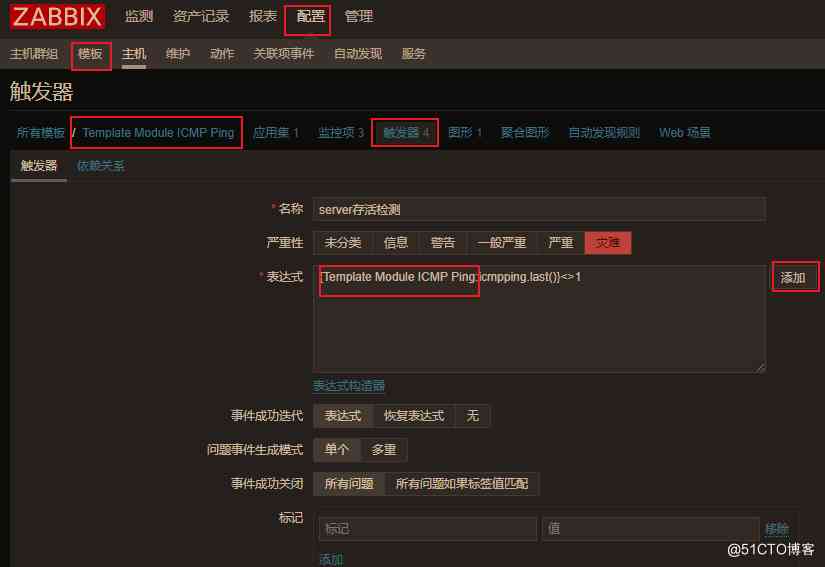 ZABBIX 监测 资产记录 报表 配置 管理
主机群组 模板 主机 维护 动作 关联项事件 自动发现 服务
触发器
所有模板 / Template Module ICMP Ping 应用集 1 监控项 3 触发器 4 图形 1 聚合图形 自动发现规则 Web 场景
触发器 依赖关系
* 名称 server存活检测
严重性 未分类 信息 警告 一般严重 严重 灾难
* 表达式 {Template Module ICMP Ping:icmpping.last()}<>1 添加
表达式构造器
事件成功迭代 表达式 恢复表达式 无
问题事件生成模式 单个 多重
事件成功关闭 所有问题 所有问题如果标签值匹配
标记 标记 值 移除
添加
@51CTO博客